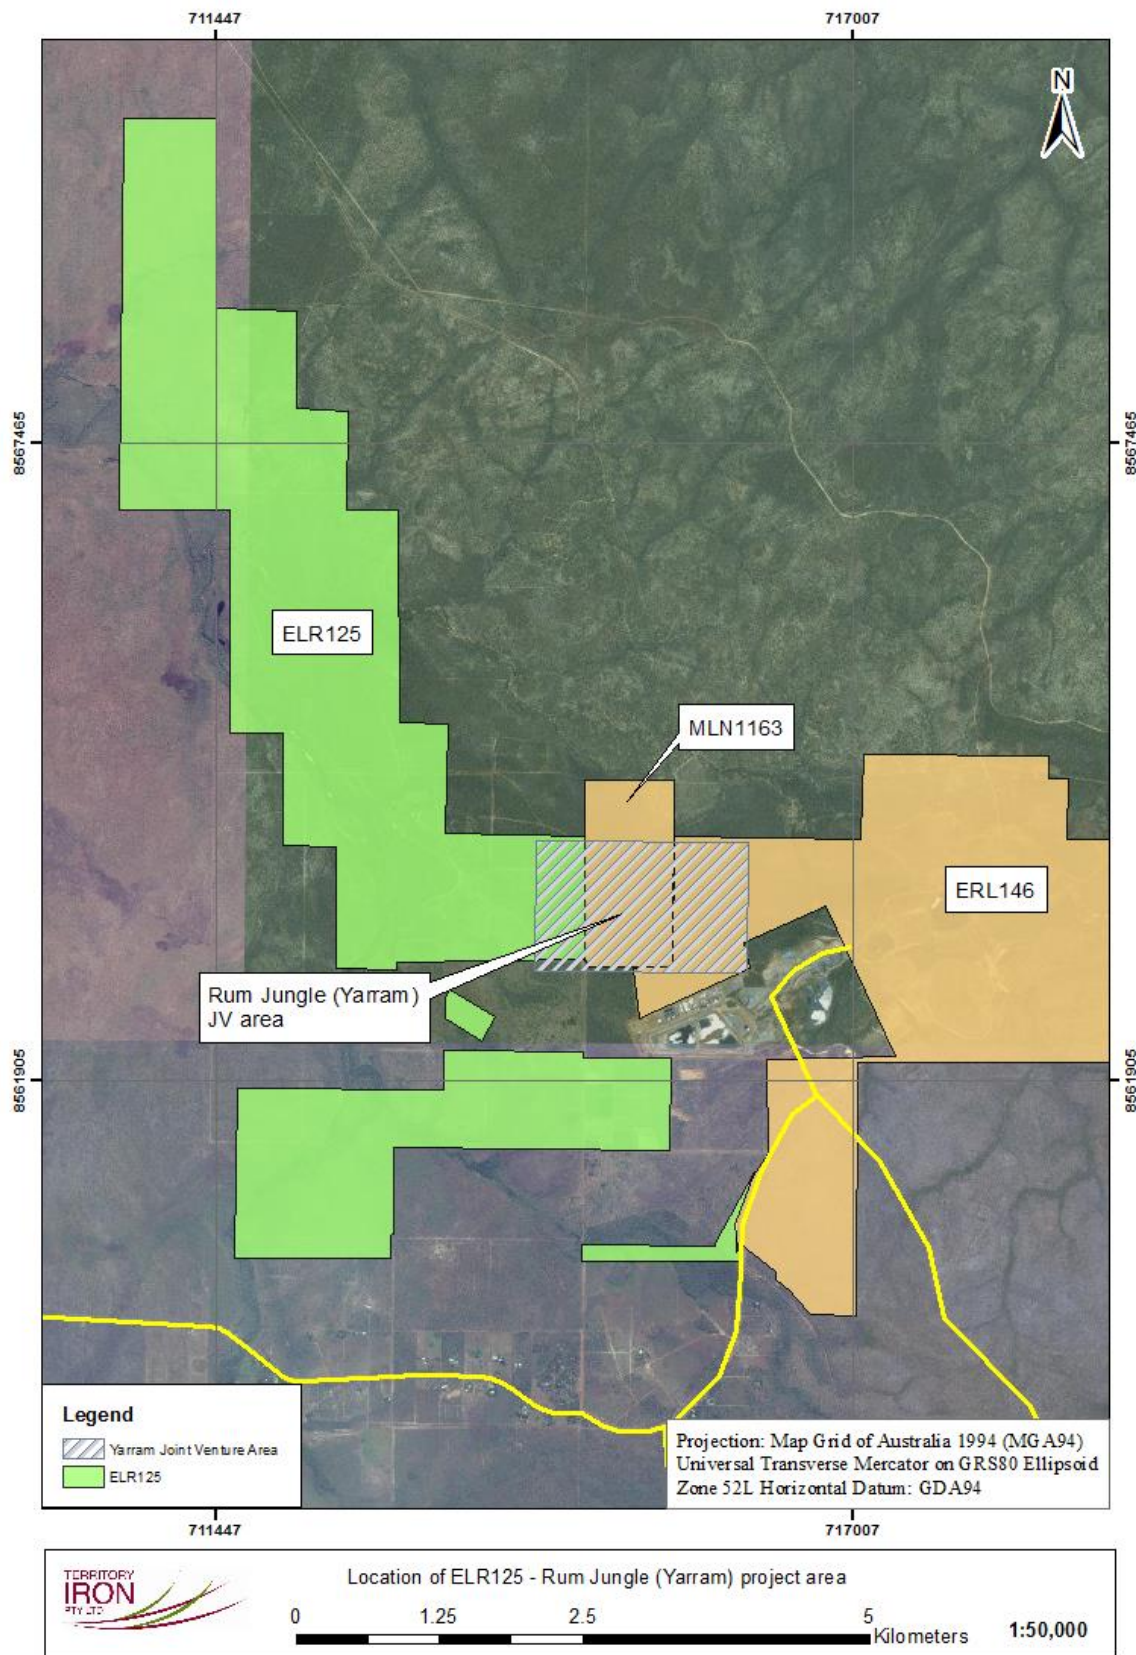 711447
717007
N
8567465
8567465
ELR125
MLN1163
ERL146
Rum Jungle (Yarram)
JV area
8561905
8561905
Legend
Yarram Joint Venture Area
ELR125
Projection: Map Grid of Australia 1994 (MGA94)
Universal Transverse Mercator on GRS80 Ellipsoid
Zone 52L Horizontal Datum: GDA94
711447
717007
TERRITORY
IRON
PTY LTD
Location of ELR125 - Rum Jungle (Yarram) project area
0 1.25 2.5 5
Kilometers
1:50,000